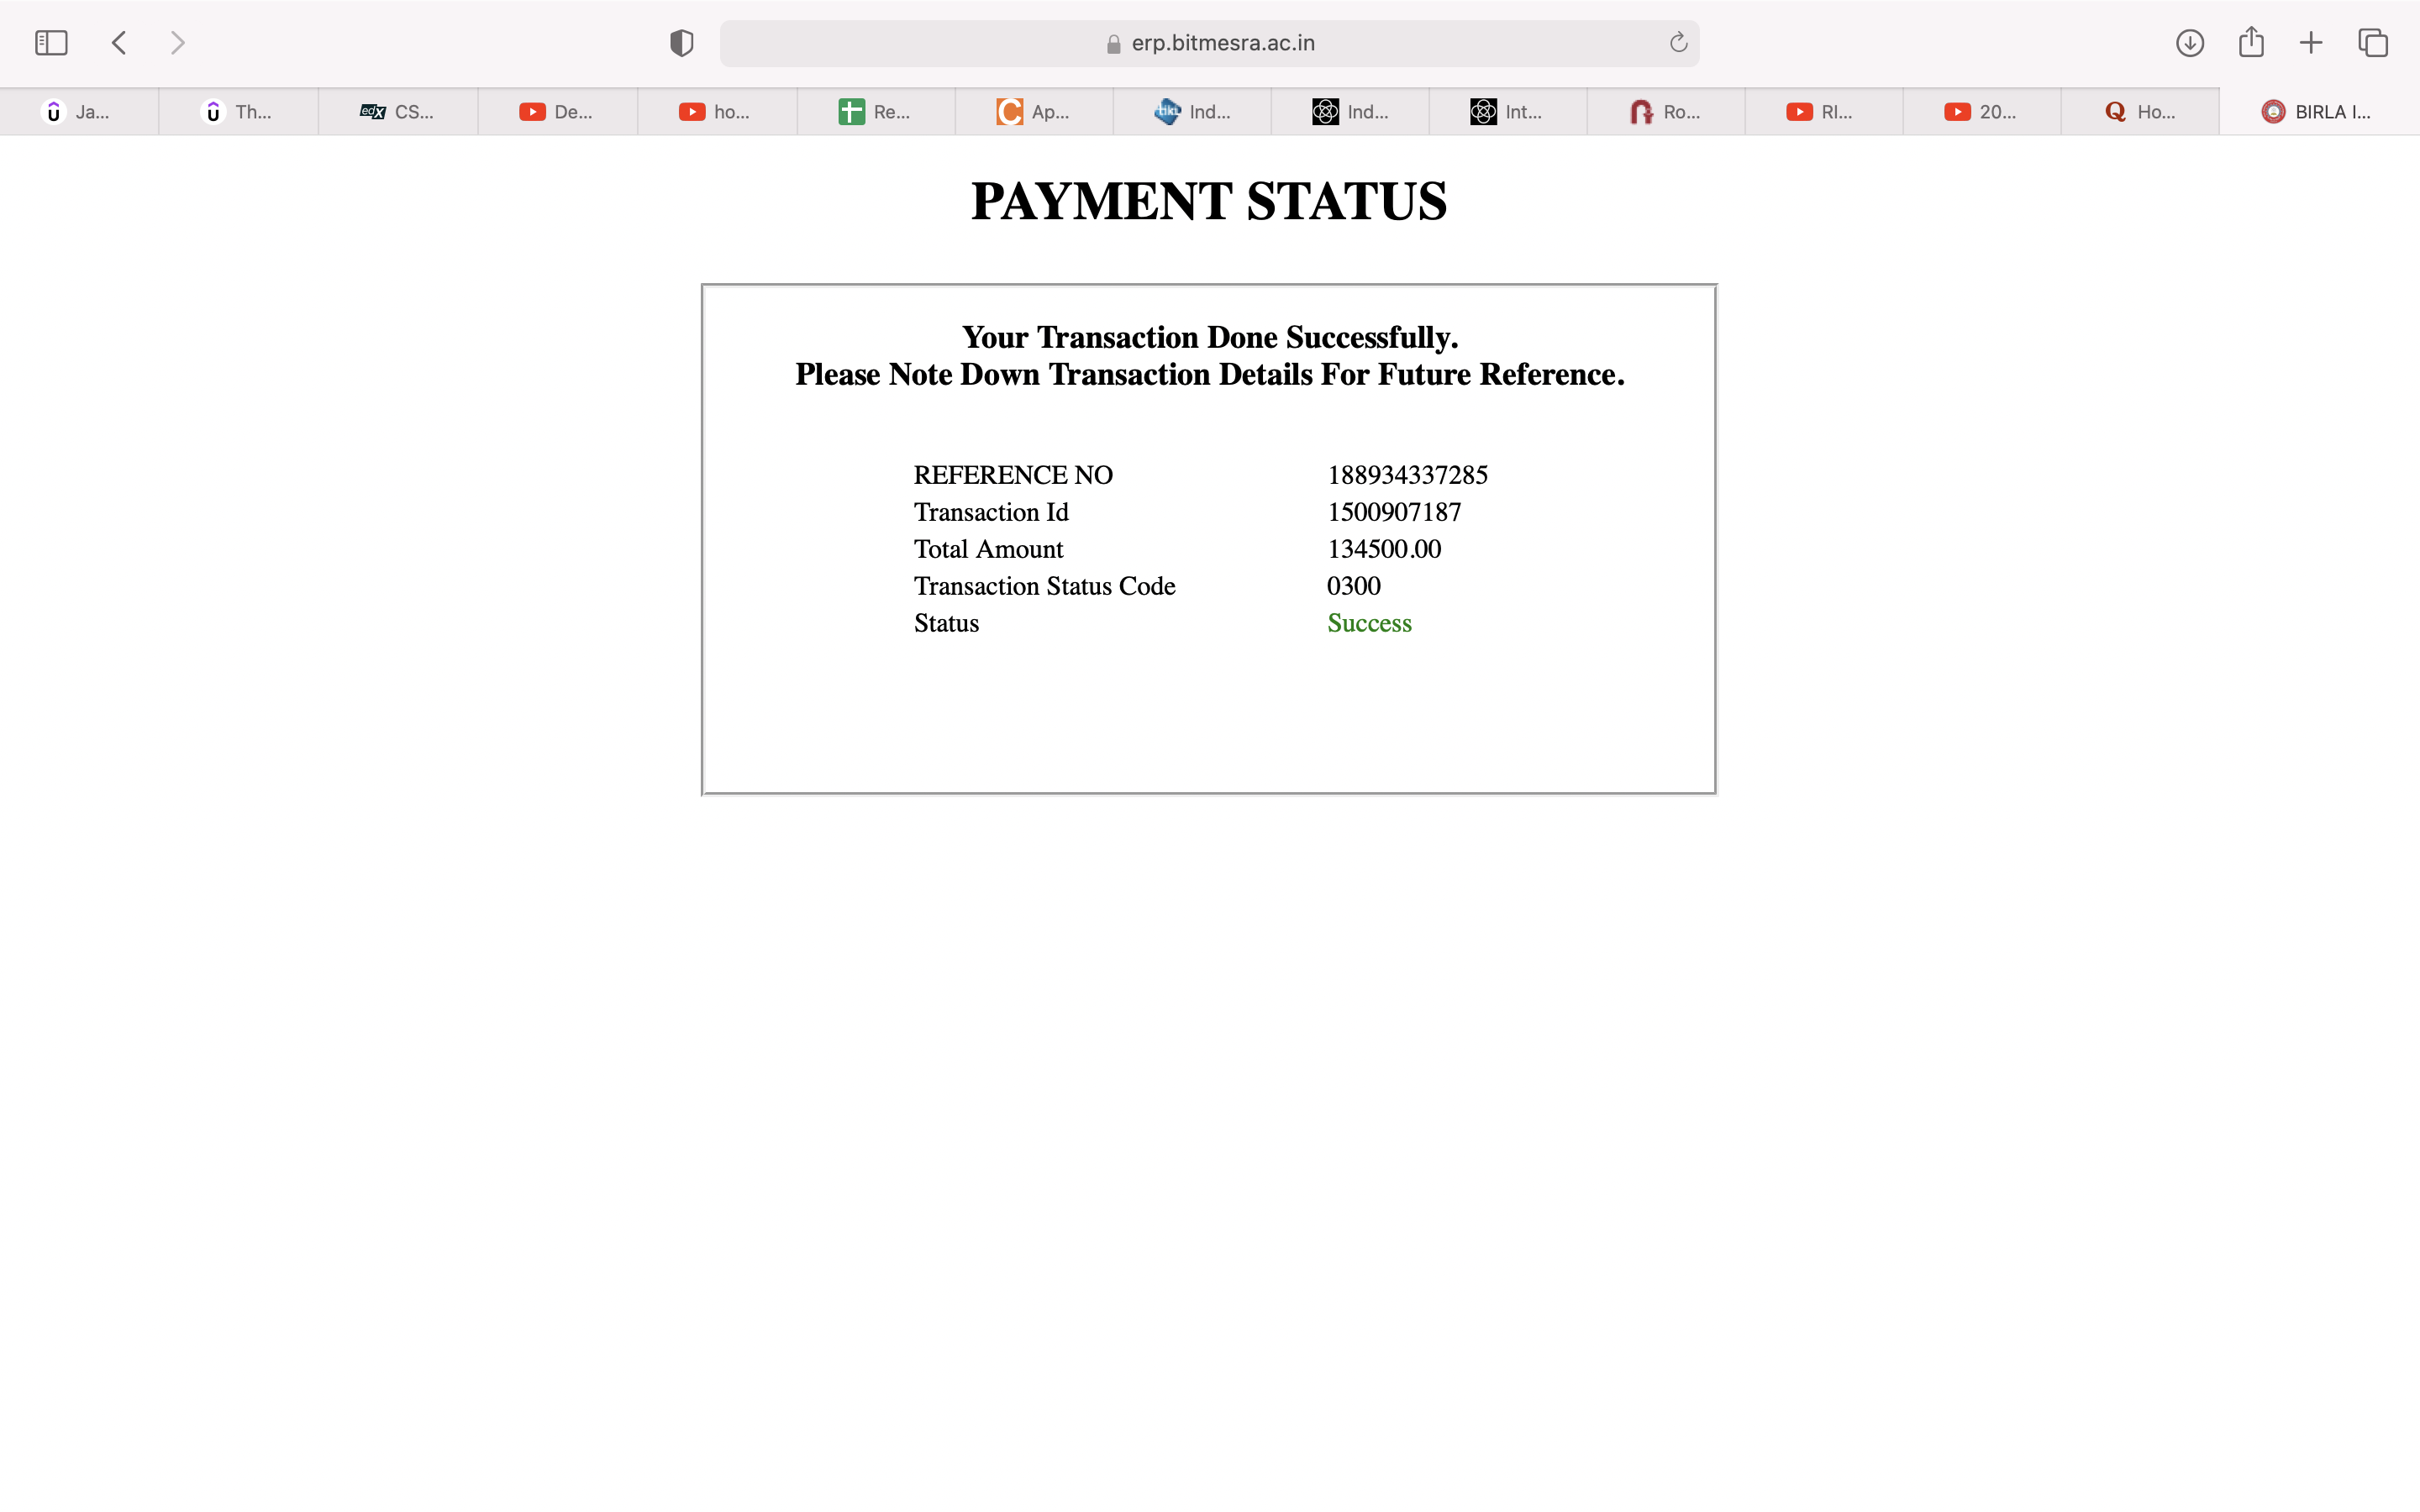 erp.bitmesra.ac.in
Ja... Th... edX CS... De... ho... Re... Ap... Ind... Ind... Int... Ro... RI... 20... Ho... BIRLA I...
PAYMENT STATUS
Your Transaction Done Successfully.
Please Note Down Transaction Details For Future Reference.
REFERENCE NO 188934337285
Transaction Id 1500907187
Total Amount 134500.00
Transaction Status Code 0300
Status Success